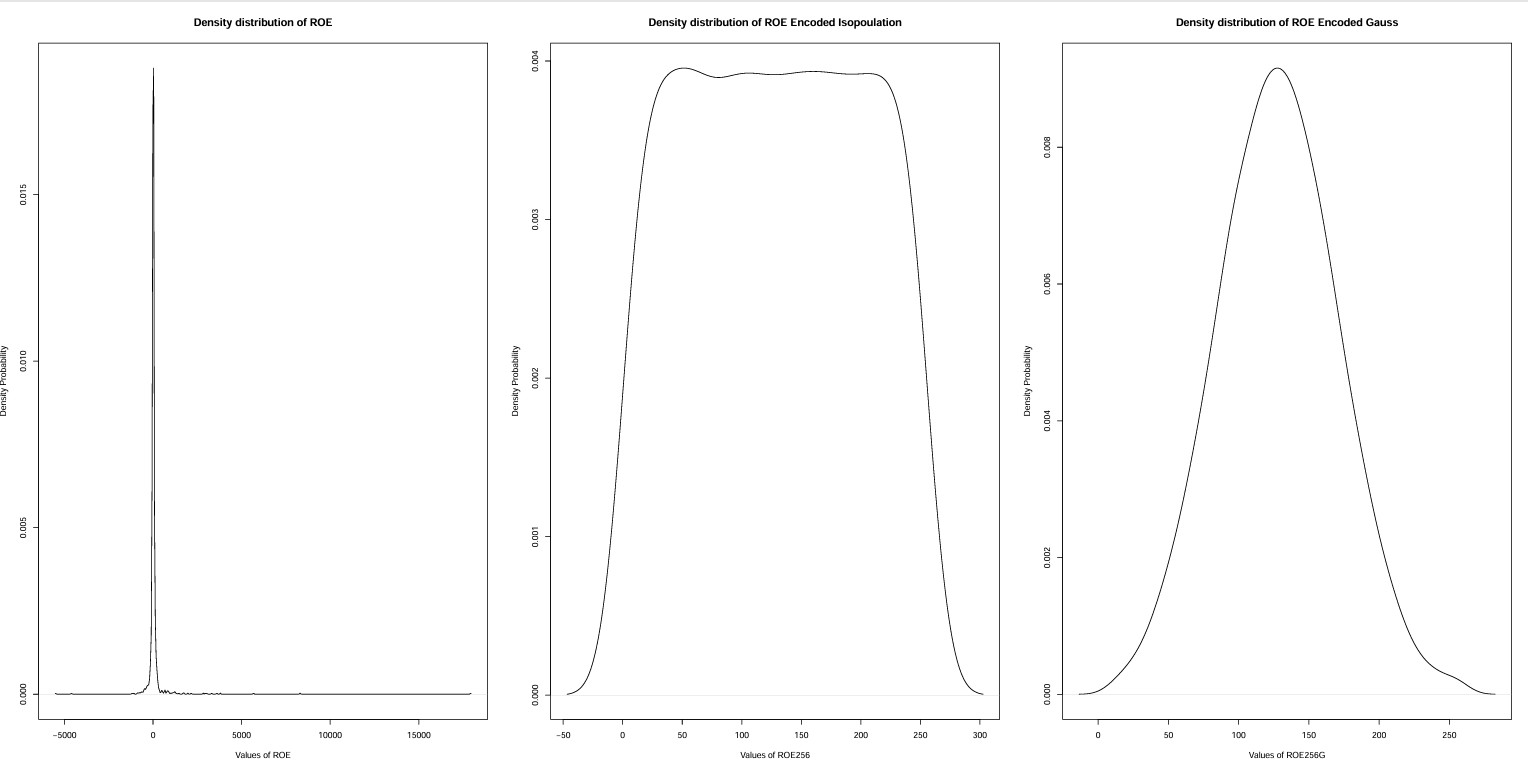 Density distribution of ROE
Density Probability
0.000
0.005
0.010
0.015
−5000 0 5000 10000 15000
Values of ROE
Density distribution of ROE Encoded Isopoulation
Density Probability
0.000
0.001
0.002
0.003
0.004
−50 0 50 100 150 200 250 300
Values of ROE256
Density distribution of ROE Encoded Gauss
Density Probability
0.000
0.002
0.004
0.006
0.008
0 50 100 150 200 250
Values of ROE256G